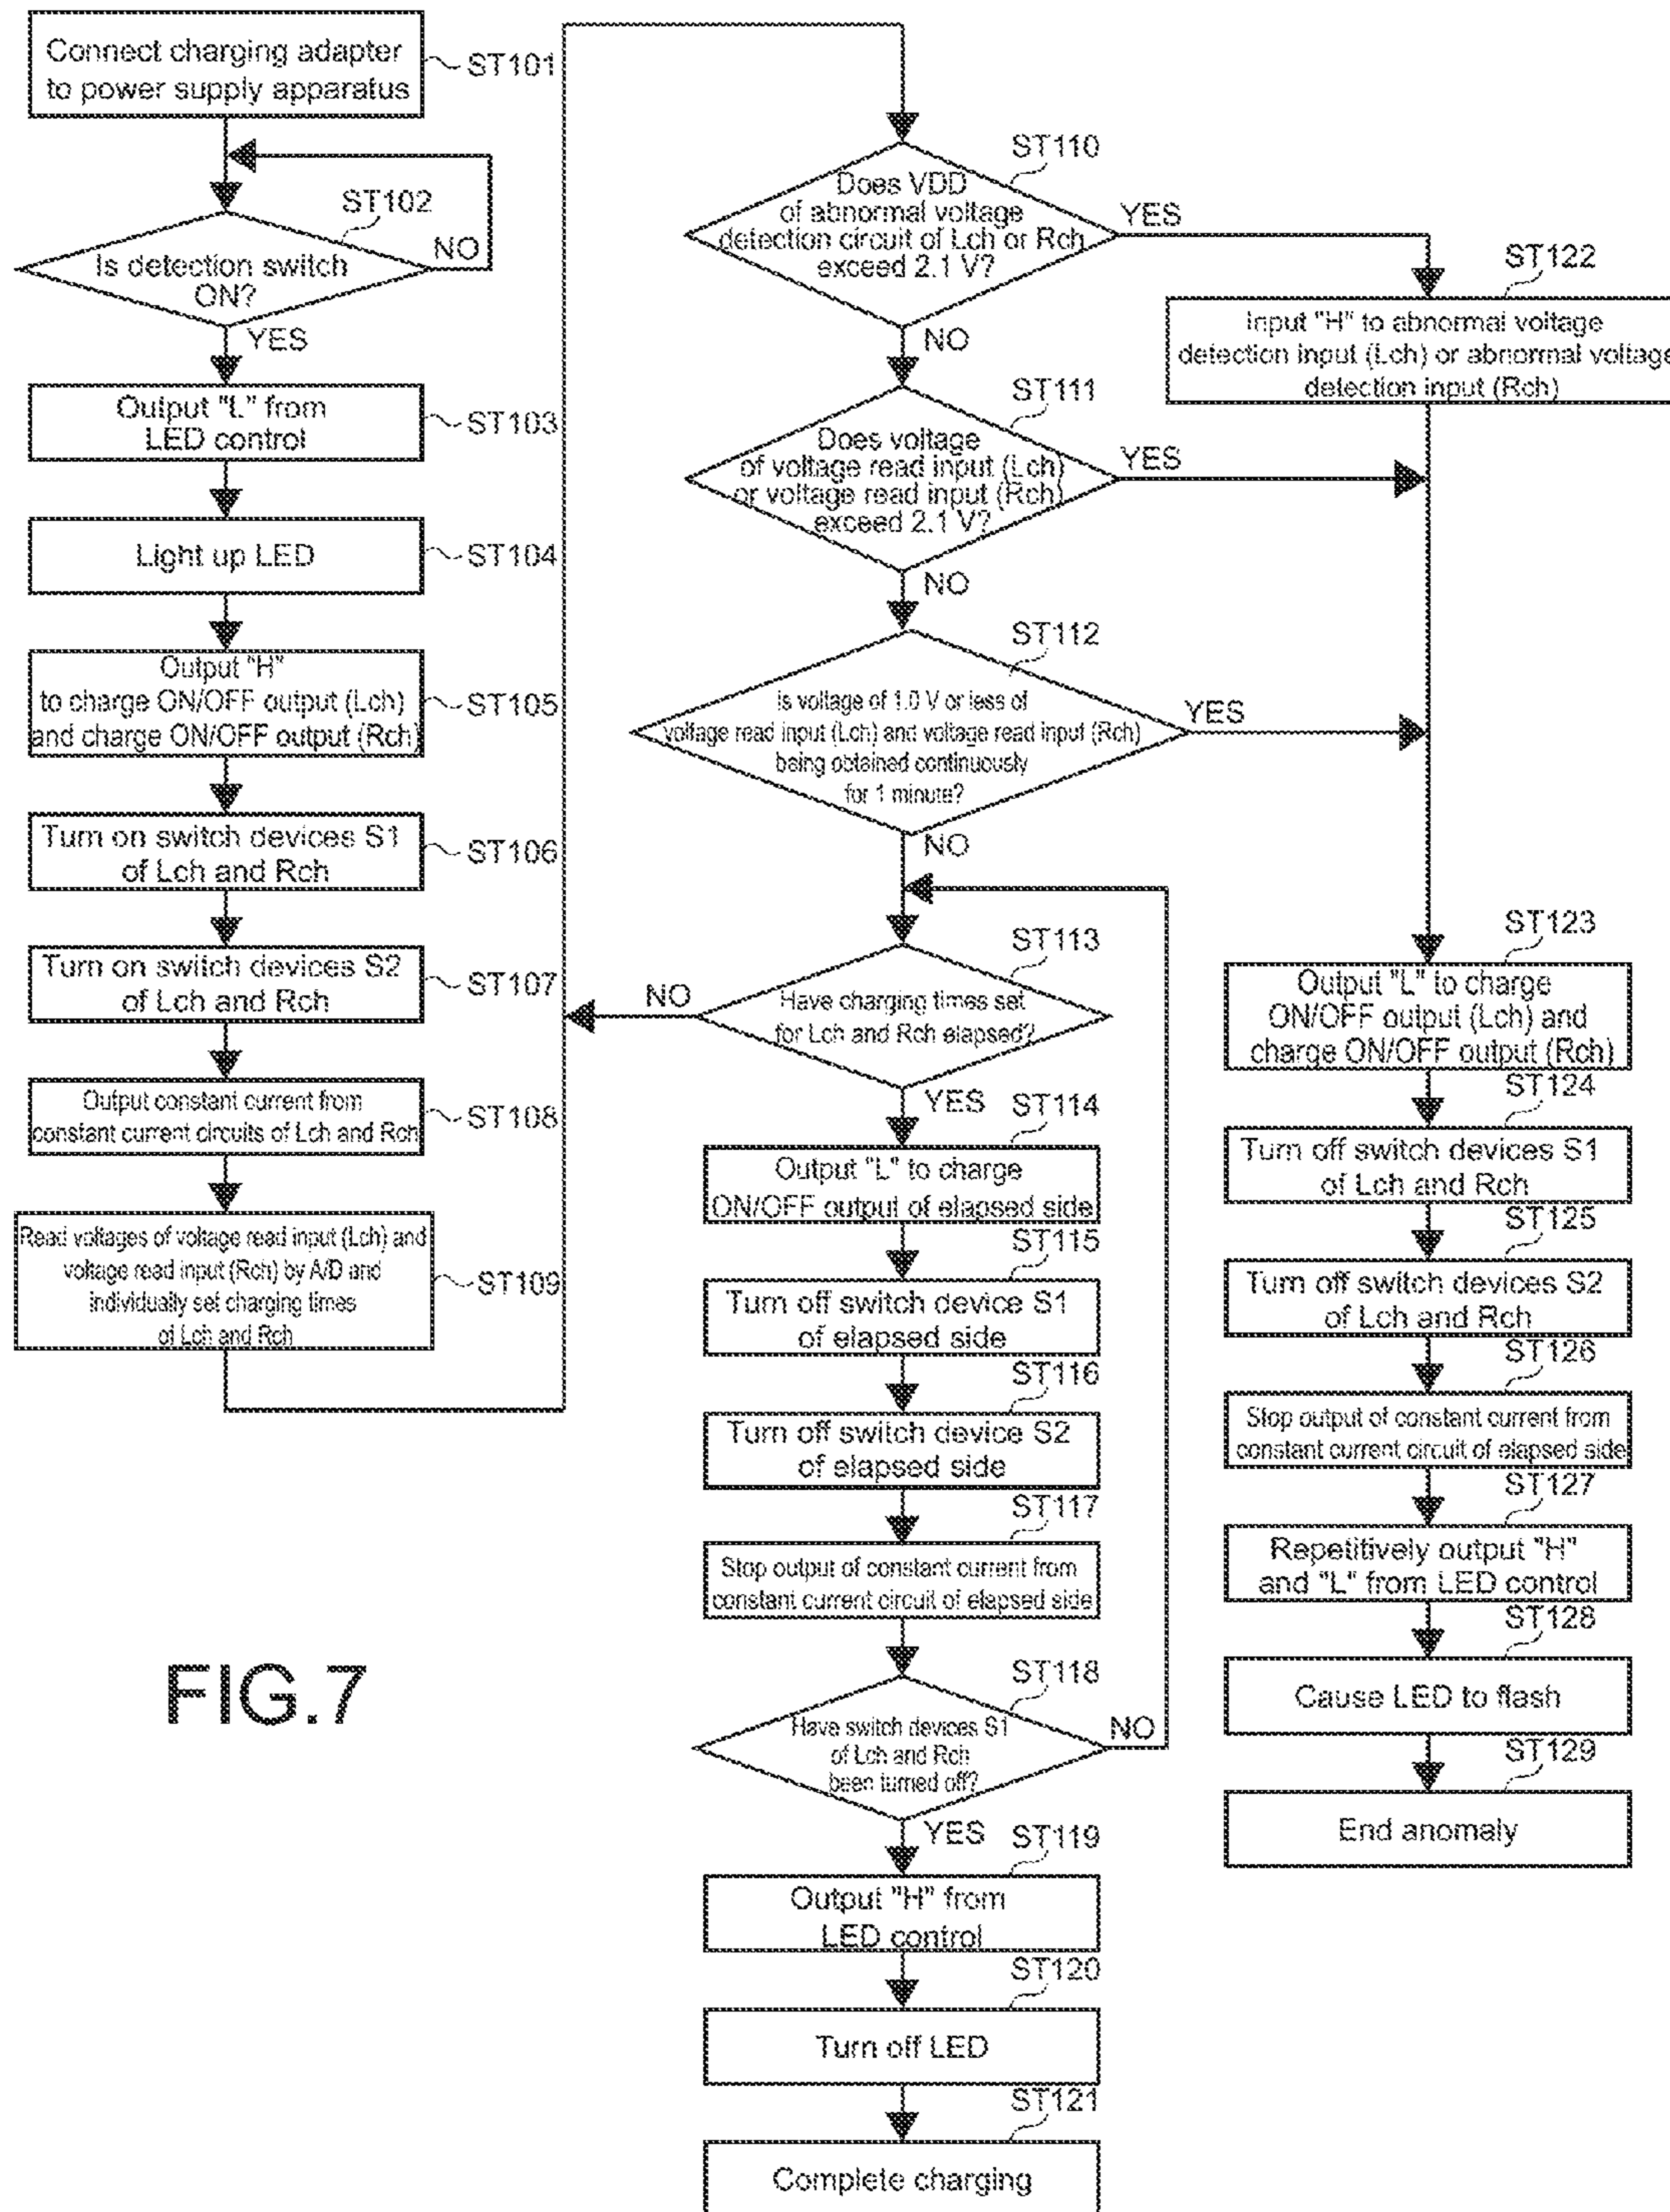 Connect charging adapter
to power supply apparatus
ST101
ST102
Is detection switch
ON?
NO
YES
Output "L" from
LED control
ST103
Light up LED
ST104
Output "H"
to charge ON/OFF output (Lch)
and charge ON/OFF output (Rch)
ST105
Turn on switch devices S1
of Lch and Rch
ST106
Turn on switch devices S2
of Lch and Rch
ST107
Output constant current from
constant current circuits of Lch and Rch
ST108
Read voltages of voltage read input (Lch) and
voltage read input (Rch) by A/D and
individually set charging times
of Lch and Rch
ST109
ST110
Does VDD
of abnormal voltage
detection circuit of Lch or Rch
exceed 2.1 V?
YES
NO
ST111
Does voltage
of voltage read input (Lch)
or voltage read input (Rch)
exceed 2.1 V?
YES
NO
ST112
Is voltage of 1.0 V or less of
voltage read input (Lch) and voltage read input (Rch)
being obtained continuously
for 1 minute?
YES
NO
ST113
Have charging times set
for Lch and Rch elapsed?
NO
YES
ST114
Output "L" to charge
ON/OFF output of elapsed side
ST115
Turn off switch device S1
of elapsed side
ST116
Turn off switch device S2
of elapsed side
ST117
Stop output of constant current from
constant current circuit of elapsed side
ST118
Have switch devices S1
of Lch and Rch
been turned off?
NO
YES
ST119
Output "H" from
LED control
ST120
Turn off LED
ST121
Complete charging
ST122
Input "H" to abnormal voltage
detection input (Lch) or abnormal voltage
detection input (Rch)
ST123
Output "L" to charge
ON/OFF output (Lch) and
charge ON/OFF output (Rch)
ST124
Turn off switch devices S1
of Lch and Rch
ST125
Turn off switch devices S2
of Lch and Rch
ST126
Stop output of constant current from
constant current circuit of elapsed side
ST127
Repetitively output "H"
and "L" from LED control
ST128
Cause LED to flash
ST129
End anomaly
FIG.7